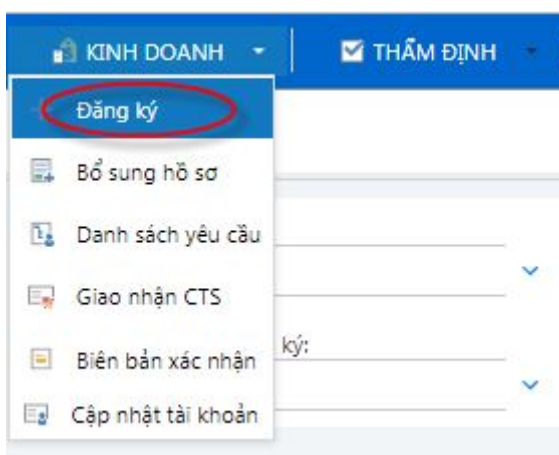 KINH DOANH
THẨM ĐỊNH
Đăng ký
Bổ sung hồ sơ
Danh sách yêu cầu
Giao nhận CTS
ký:
Biên bản xác nhận
Cập nhật tài khoản